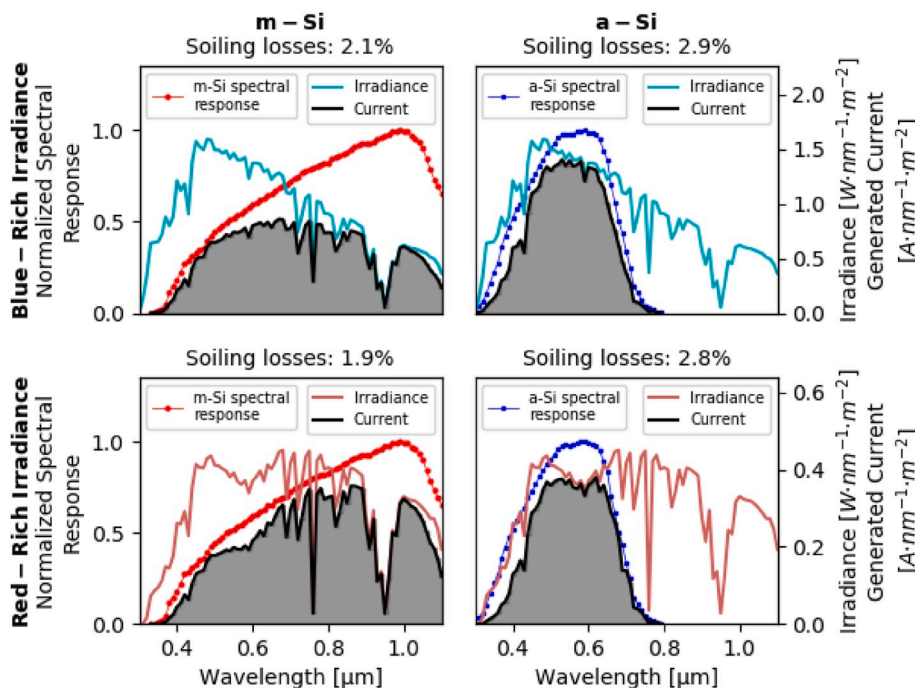 m − Si
Soiling losses: 2.1%
a − Si
Soiling losses: 2.9%
Blue − Rich Irradiance
Normalized Spectral
Response
1.0
0.5
0.0
m-Si spectral
response
Irradiance
Current
a-Si spectral
response
Irradiance
Current
2.0
1.5
1.0
0.5
0.0
Irradiance [W·nm⁻¹·m⁻²]
Generated Current
[A·nm⁻¹·m⁻²]
Soiling losses: 1.9%
Soiling losses: 2.8%
Red − Rich Irradiance
Normalized Spectral
Response
1.0
0.5
0.0
m-Si spectral
response
Irradiance
Current
a-Si spectral
response
Irradiance
Current
0.6
0.4
0.2
0.0
Irradiance [W·nm⁻¹·m⁻²]
Generated Current
[A·nm⁻¹·m⁻²]
0.4 0.6 0.8 1.0
Wavelength [μm]
0.4 0.6 0.8 1.0
Wavelength [μm]